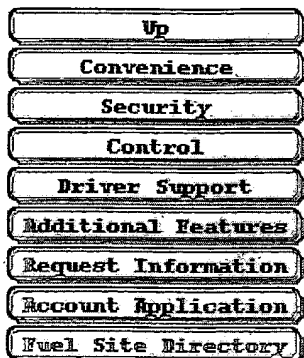 Up
Convenience
Security
Control
Driver Support
Additional Features
Request Information
Account Application
Fuel Site Directory